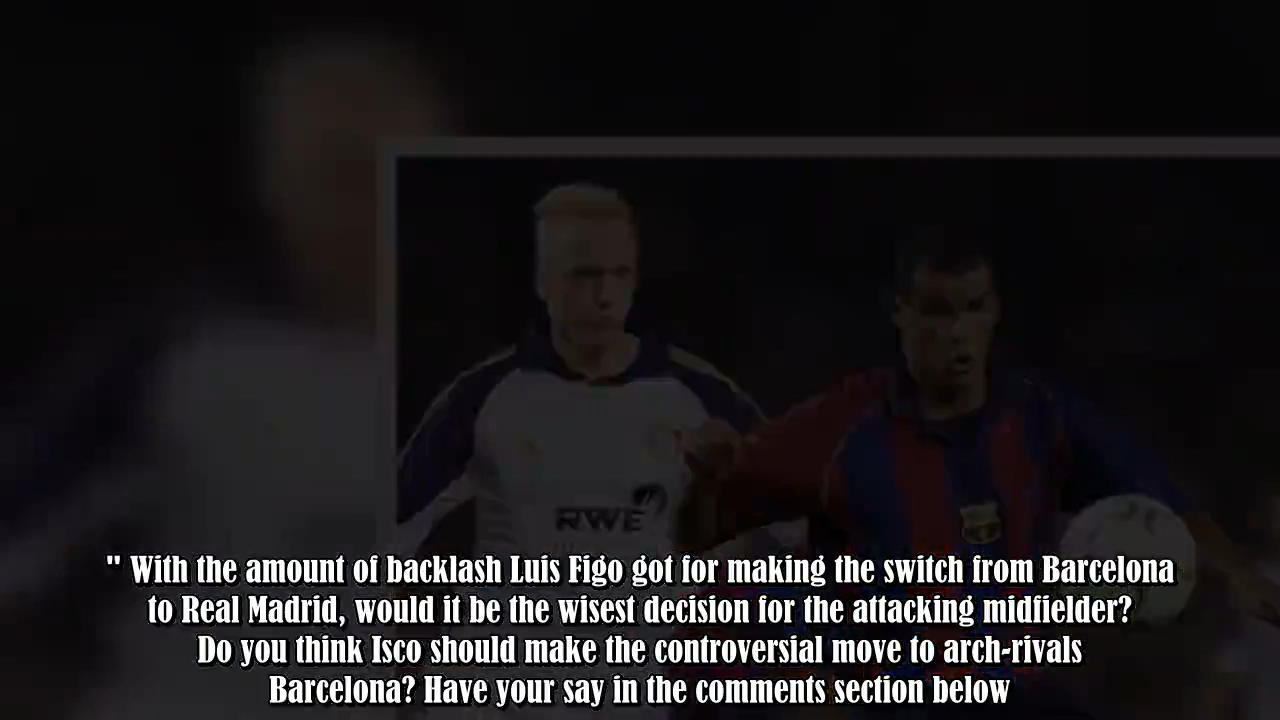 RWE
" With the amount of backlash Luis Figo got for making the switch from Barcelona
to Real Madrid, would it be the wisest decision for the attacking midfielder?
Do you think Isco should make the controversial move to arch-rivals
Barcelona? Have your say in the comments section below